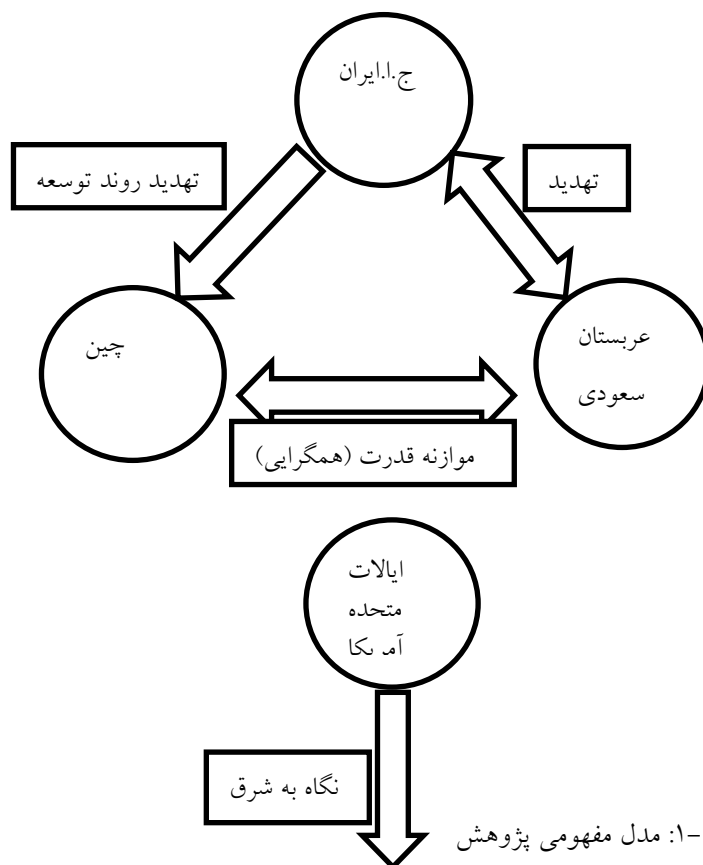 ج.ا.ایران
تهدید روند توسعه
تهدید
چین
عربستان
سعودی
موازنه قدرت (همگرایی)
ایالات
متحده
آمریکا
نگاه به شرق
-۱: مدل مفهومی پژوهش